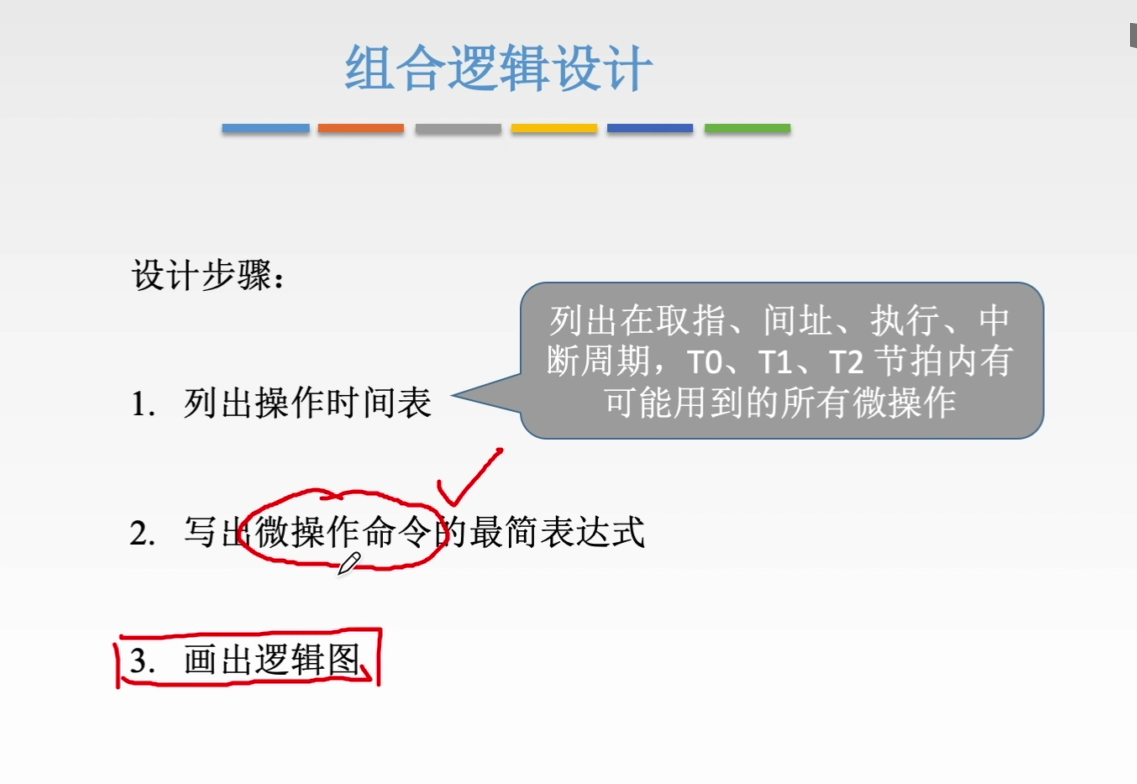 组合逻辑设计
设计步骤：
列出在取指、间址、执行、中
断周期，T0、T1、T2 节拍内有
可能用到的所有微操作
1. 列出操作时间表
2. 写出微操作命令的最简表达式
3. 画出逻辑图